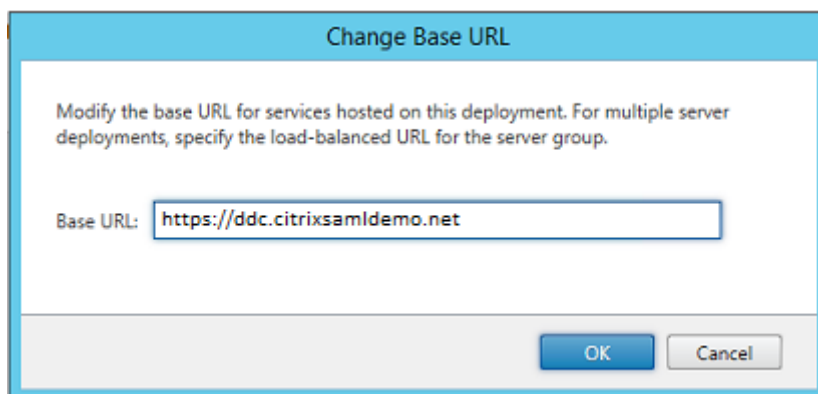 Change Base URL
Modify the base URL for services hosted on this deployment. For multiple server
deployments, specify the load-balanced URL for the server group.
Base URL: https://ddc.citrixsamldemo.net
OK Cancel